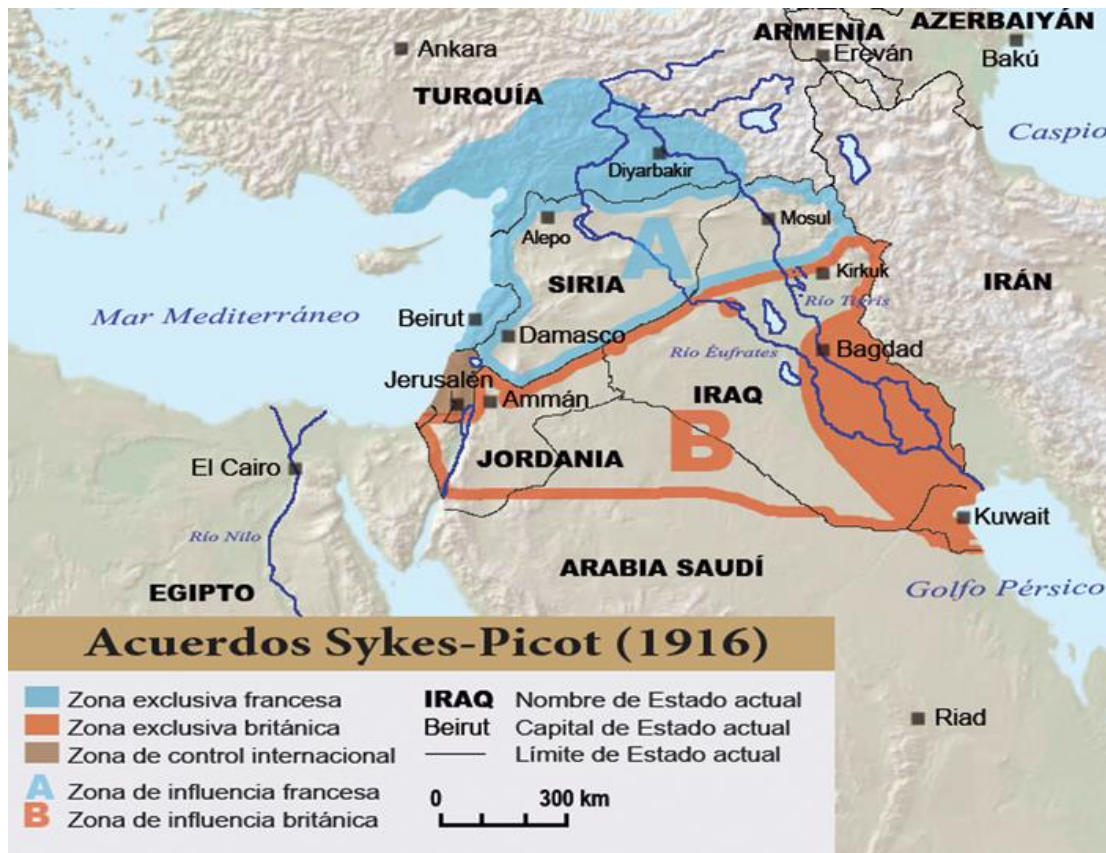 AZERBAIYÁN
ARMENIA
Ankara
Ereván
Bakú
TURQUÍA
Caspio
Diyarbakir
Alepo
A
Mosul
SIRIA
Kirkuk
IRÁN
Río Tigris
Mar Mediterráneo
Beirut
Damasco
Río Éufrates
Bagdad
Jerusalén
Ammán
IRAQ
B
JORDANIA
El Cairo
Kuwait
Río Nilo
ARABIA SAUDÍ
EGIPTO
Golfo Pérsico
Acuerdos Sykes-Picot (1916)
Zona exclusiva francesa
Zona exclusiva británica
Zona de control internacional
A Zona de influencia francesa
B Zona de influencia británica
IRAQ Nombre de Estado actual
Beirut Capital de Estado actual
Límite de Estado actual
0 300 km
Riad